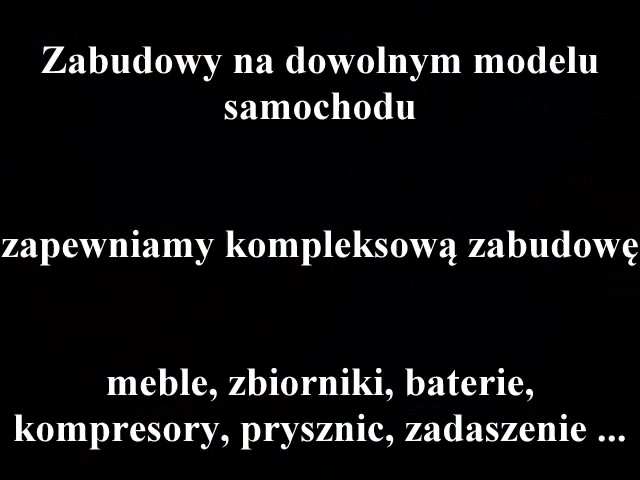 Zabudowy na dowolnym modelu
samochodu
zapewniamy kompleksową zabudowę
meble, zbiorniki, baterie,
kompresory, prysznic, zadaszenie ...